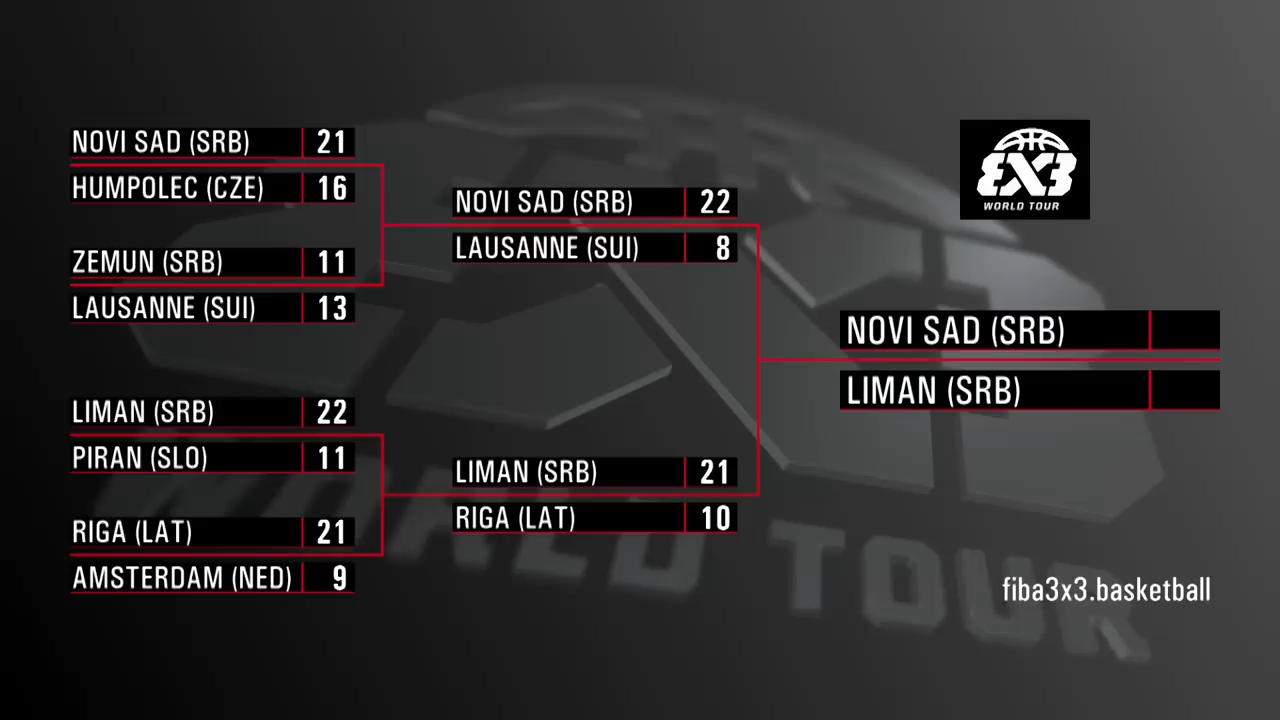 NOVI SAD (SRB) 21
HUMPOLEC (CZE) 16
ZEMUN (SRB) 11
LAUSANNE (SUI) 13
LIMAN (SRB) 22
PIRAN (SLO) 11
RIGA (LAT) 21
AMSTERDAM (NED) 9
NOVI SAD (SRB) 22
LAUSANNE (SUI) 8
LIMAN (SRB) 21
RIGA (LAT) 10
NOVI SAD (SRB)
LIMAN (SRB)
3X3
WORLD TOUR
fiba3x3.basketball
WORLD TOUR